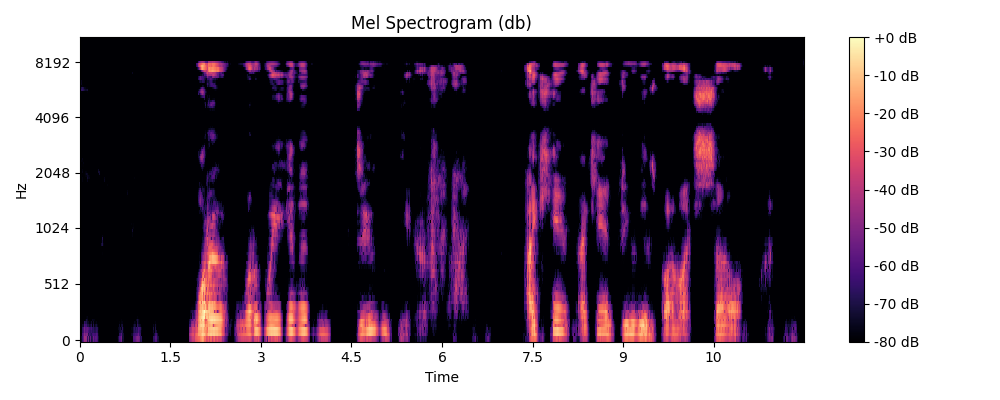 Mel Spectrogram (db)
Hz
8192
4096
2048
1024
512
0
0 1.5 3 4.5 6 7.5 9 10
Time
+0 dB
-10 dB
-20 dB
-30 dB
-40 dB
-50 dB
-60 dB
-70 dB
-80 dB